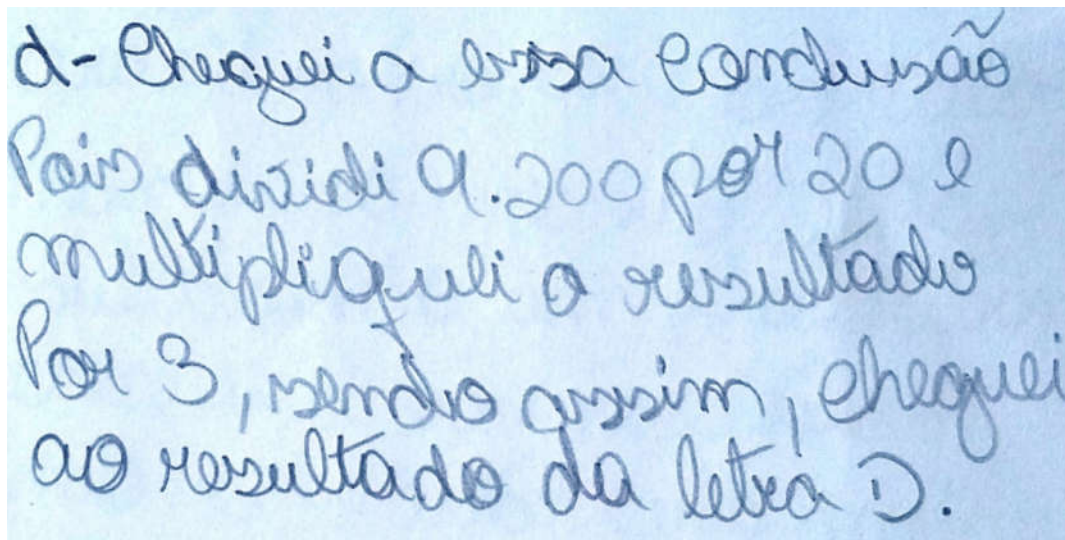 d- Cheguei a essa conclusão
Pois dividi 9.200 por 20 e
multipliquei o resultado
Por 3, sendo assim, cheguei
ao resultado da letra D.